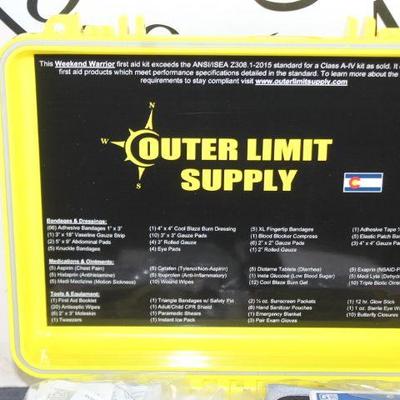 This Weekend Warrior first aid kit exceeds the ANSI/ISEA Z308.1-2015 standard for a Class A-IV kit as sold. It
first aid products which meet performance specifications detailed in the standard. To learn more about the
requirements to stay compliant visit www.outerlimitsupply.com
N
W
S
OUTER LIMIT
SUPPLY
Bandages & Dressings:
(66) Adhesive Bandages 1" x 3" (1) 4" x 4" Cool Blaze Burn Dressing (5) XL Fingertip Bandages (1) Adhesive Tape
(1) 3" x 18" Vaseline Gauze Strip (10) 3" x 3" Gauze Pads (1) Blood Blocker Compress (5) Elastic Patch
(2) 5" x 9" Abdominal Pads (2) 3" Rolled Gauze (6) 2" x 2" Gauze Pads (3) 4" x 4" Gauze
(5) Knuckle Bandages (4) Eye Pads (1) 2" Rolled Gauze
Medications & Ointments:
(5) Aspirin (Chest Pain) (5) Cetafen (Tylenol/Non-Aspirin) (5) Diotame Tablets (Diarrhea) (5) Exaprin
(5) Histaprin (Antihistamine) (5) Ibuprofen (Anti-Inflammatory) (1) Insta Glucose (Low Blood Sugar) (5) Medi Lyte
(5) Medi Meclizine (Motion Sickness) (10) Wound Wipes (12) Cool Blaze Burn Gel (10) Triple Biotic
Tools & Equipment:
(1) First Aid Booklet (1) Triangle Bandages w/ Safety Pin (2) ¼ oz. Sunscreen Packets (1) 12 hr. Glow Stick
(20) Antiseptic Wipes (1) Adult/Child CPR Shield (6) Hand Sanitizer Pouches (1) 1 oz. Sterile Eye
(6) 2" x 3" Moleskin (1) Paramedic Shears (1) Emergency Blanket (10) Butterfly Closures
(1) Tweezers (1) Instant Ice Pack (3) Pair Exam Gloves